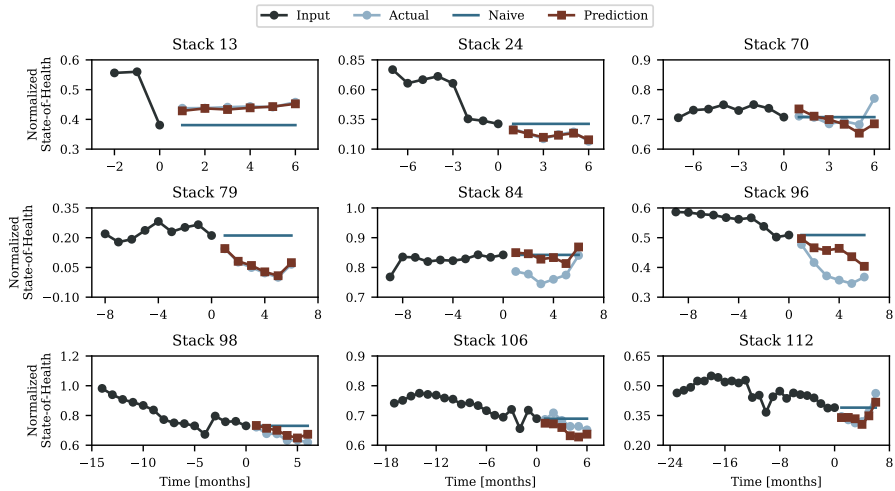 Input Actual Naive Prediction
Stack 13 Stack 24 Stack 70
Normalized
State-of-Health
0.6 0.5 0.4 0.3
−2 0 2 4 6
0.85 0.60 0.35 0.10
−6 −3 0 3 6
0.9 0.8 0.7 0.6
−6 −3 0 3 6
Stack 79 Stack 84 Stack 96
Normalized
State-of-Health
0.35 0.20 0.05 −0.10
−8 −4 0 4 8
1.0 0.9 0.8 0.7
−8 −4 0 4 8
0.6 0.5 0.4 0.3
−8 −4 0 4 8
Stack 98 Stack 106 Stack 112
Normalized
State-of-Health
1.2 1.0 0.8 0.6
−15 −10 −5 0 5
0.9 0.8 0.7 0.6
−18 −12 −6 0 6
0.65 0.50 0.35 0.20
−24 −16 −8 0 8
Time [months] Time [months] Time [months]